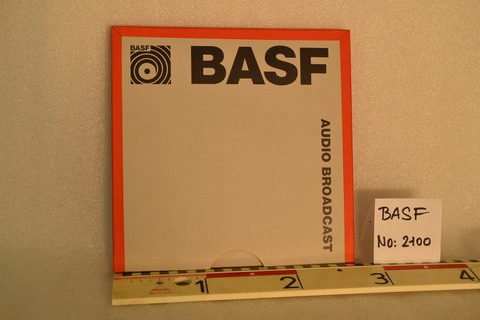 BASF
BASF
AUDIO BROADCAST
BASF
No: 2100
1 2 3 4